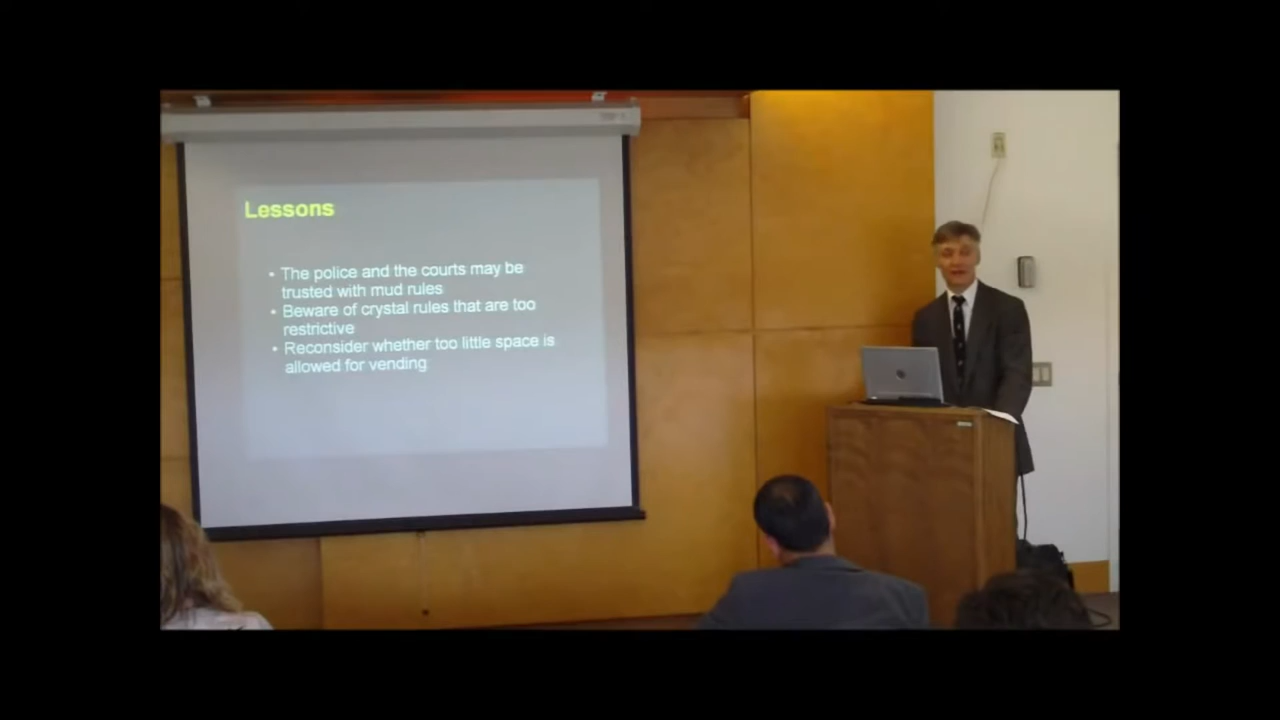 Lessons
• The police and the courts may be
trusted with mud rules
• Beware of crystal rules that are too
restrictive
• Reconsider whether too little space is
allowed for vending